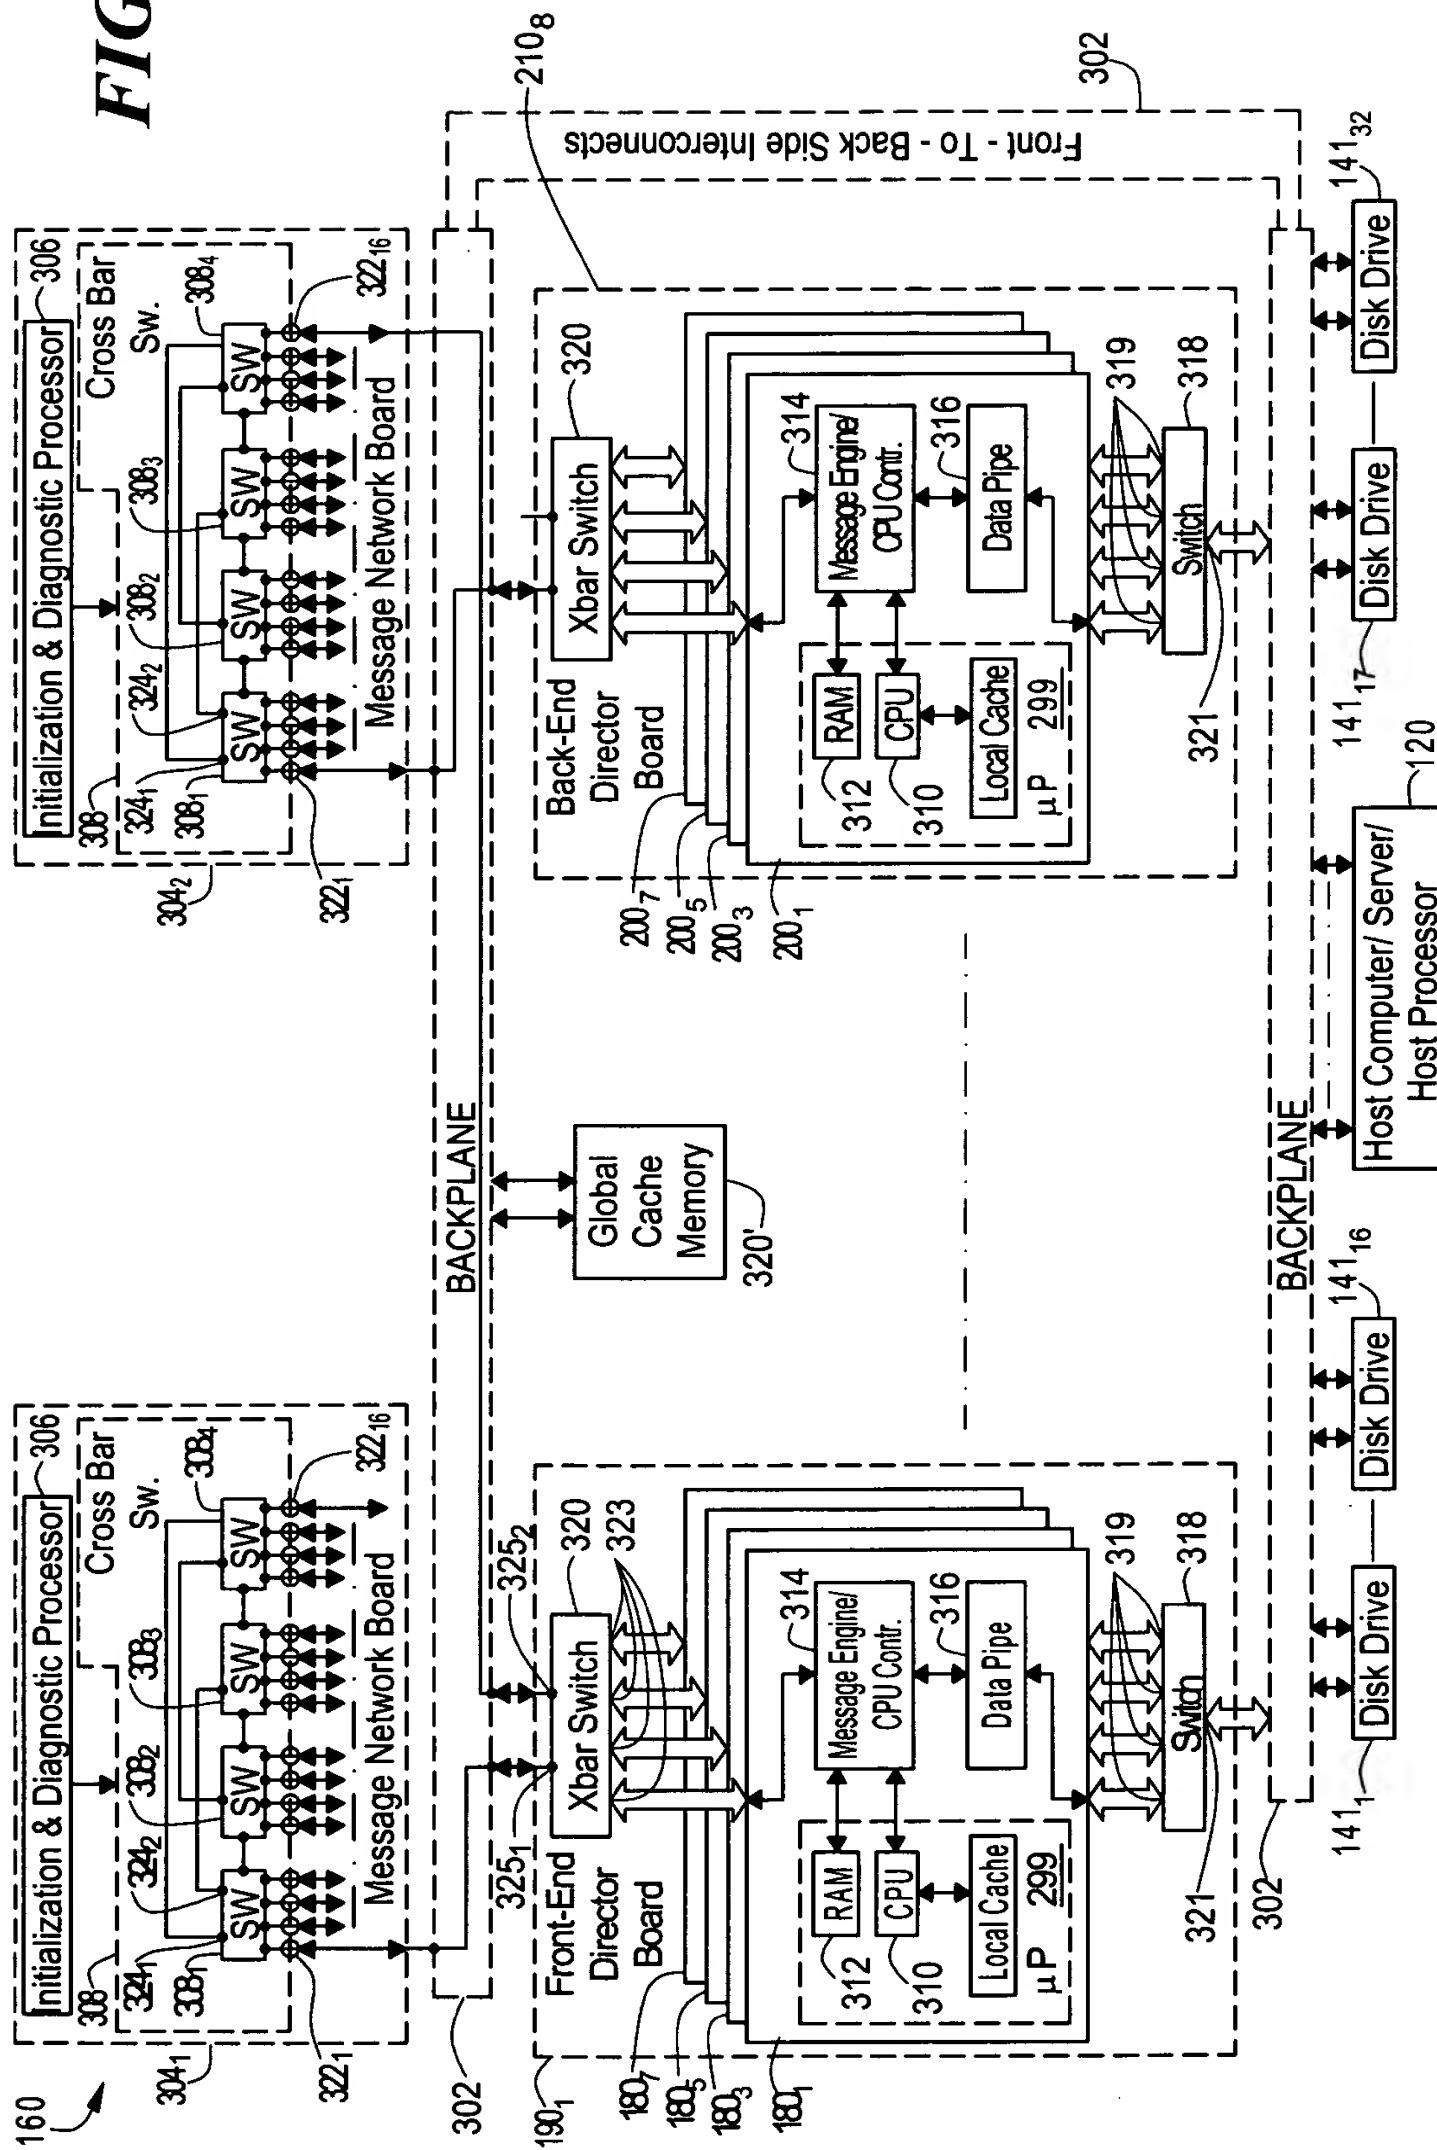 FIG
160
304₁
Initialization & Diagnostic Processor
306
308
Cross Bar
Sw.
324₁
324₂
308₁
308₂
308₃
308₄
SW
SW
SW
SW
322₁
322₁₆
Message Network Board
304₂
Initialization & Diagnostic Processor
306
308
Cross Bar
Sw.
324₁
324₂
308₁
308₂
308₃
308₄
SW
SW
SW
SW
322₁
322₁₆
Message Network Board
302
BACKPLANE
Front - To - Back Side Interconnects
302
Global
Cache
Memory
320'
190₁
Front-End
Director
Board
325₁
325₂
Xbar Switch
320
323
180₇
180₅
180₃
180₁
RAM
312
CPU
310
Local Cache
µP
299
Message Engine/
CPU Contr.
314
Data Pipe
316
319
Switch
318
321
210₈
Back-End
Director
Board
Xbar Switch
320
200₇
200₅
200₃
200₁
RAM
312
CPU
310
Local Cache
µP
299
Message Engine/
CPU Contr.
314
Data Pipe
316
319
Switch
318
321
302
BACKPLANE
141₁
Disk Drive
Disk Drive
141₁₆
Host Computer/ Server/
Host Processor
120
141₁₇
Disk Drive
Disk Drive
141₃₂